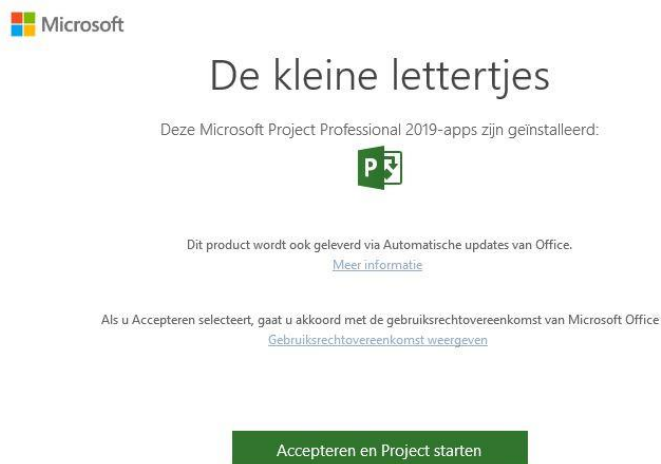 Microsoft
De kleine lettertjes
Deze Microsoft Project Professional 2019-apps zijn geïnstalleerd:
P
Dit product wordt ook geleverd via Automatische updates van Office.
Meer informatie
Als u Accepteren selecteert, gaat u akkoord met de gebruiksrechtovereenkomst van Microsoft Office
Gebruiksrechtovereenkomst weergeven
Accepteren en Project starten